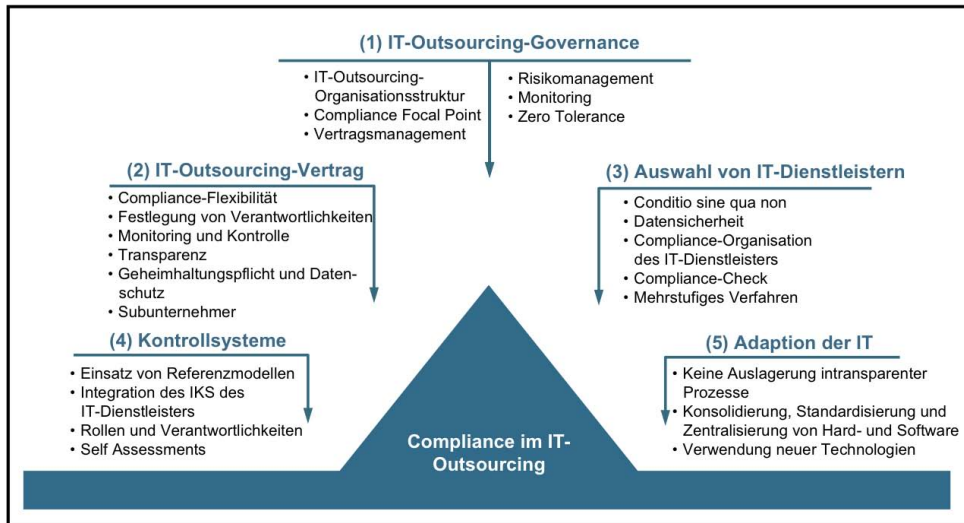 (1) IT-Outsourcing-Governance
• IT-Outsourcing-
Organisationsstruktur
• Compliance Focal Point
• Vertragsmanagement
• Risikomanagement
• Monitoring
• Zero Tolerance
(2) IT-Outsourcing-Vertrag
• Compliance-Flexibilität
• Festlegung von Verantwortlichkeiten
• Monitoring und Kontrolle
• Transparenz
• Geheimhaltungspflicht und Daten-
schutz
• Subunternehmer
(3) Auswahl von IT-Dienstleistern
• Conditio sine qua non
• Datensicherheit
• Compliance-Organisation
des IT-Dienstleisters
• Compliance-Check
• Mehrstufiges Verfahren
(4) Kontrollsysteme
• Einsatz von Referenzmodellen
• Integration des IKS des
IT-Dienstleisters
• Rollen und Verantwortlichkeiten
• Self Assessments
(5) Adaption der IT
• Keine Auslagerung intransparenter
Prozesse
• Konsolidierung, Standardisierung und
Zentralisierung von Hard- und Software
• Verwendung neuer Technologien
Compliance im IT-
Outsourcing